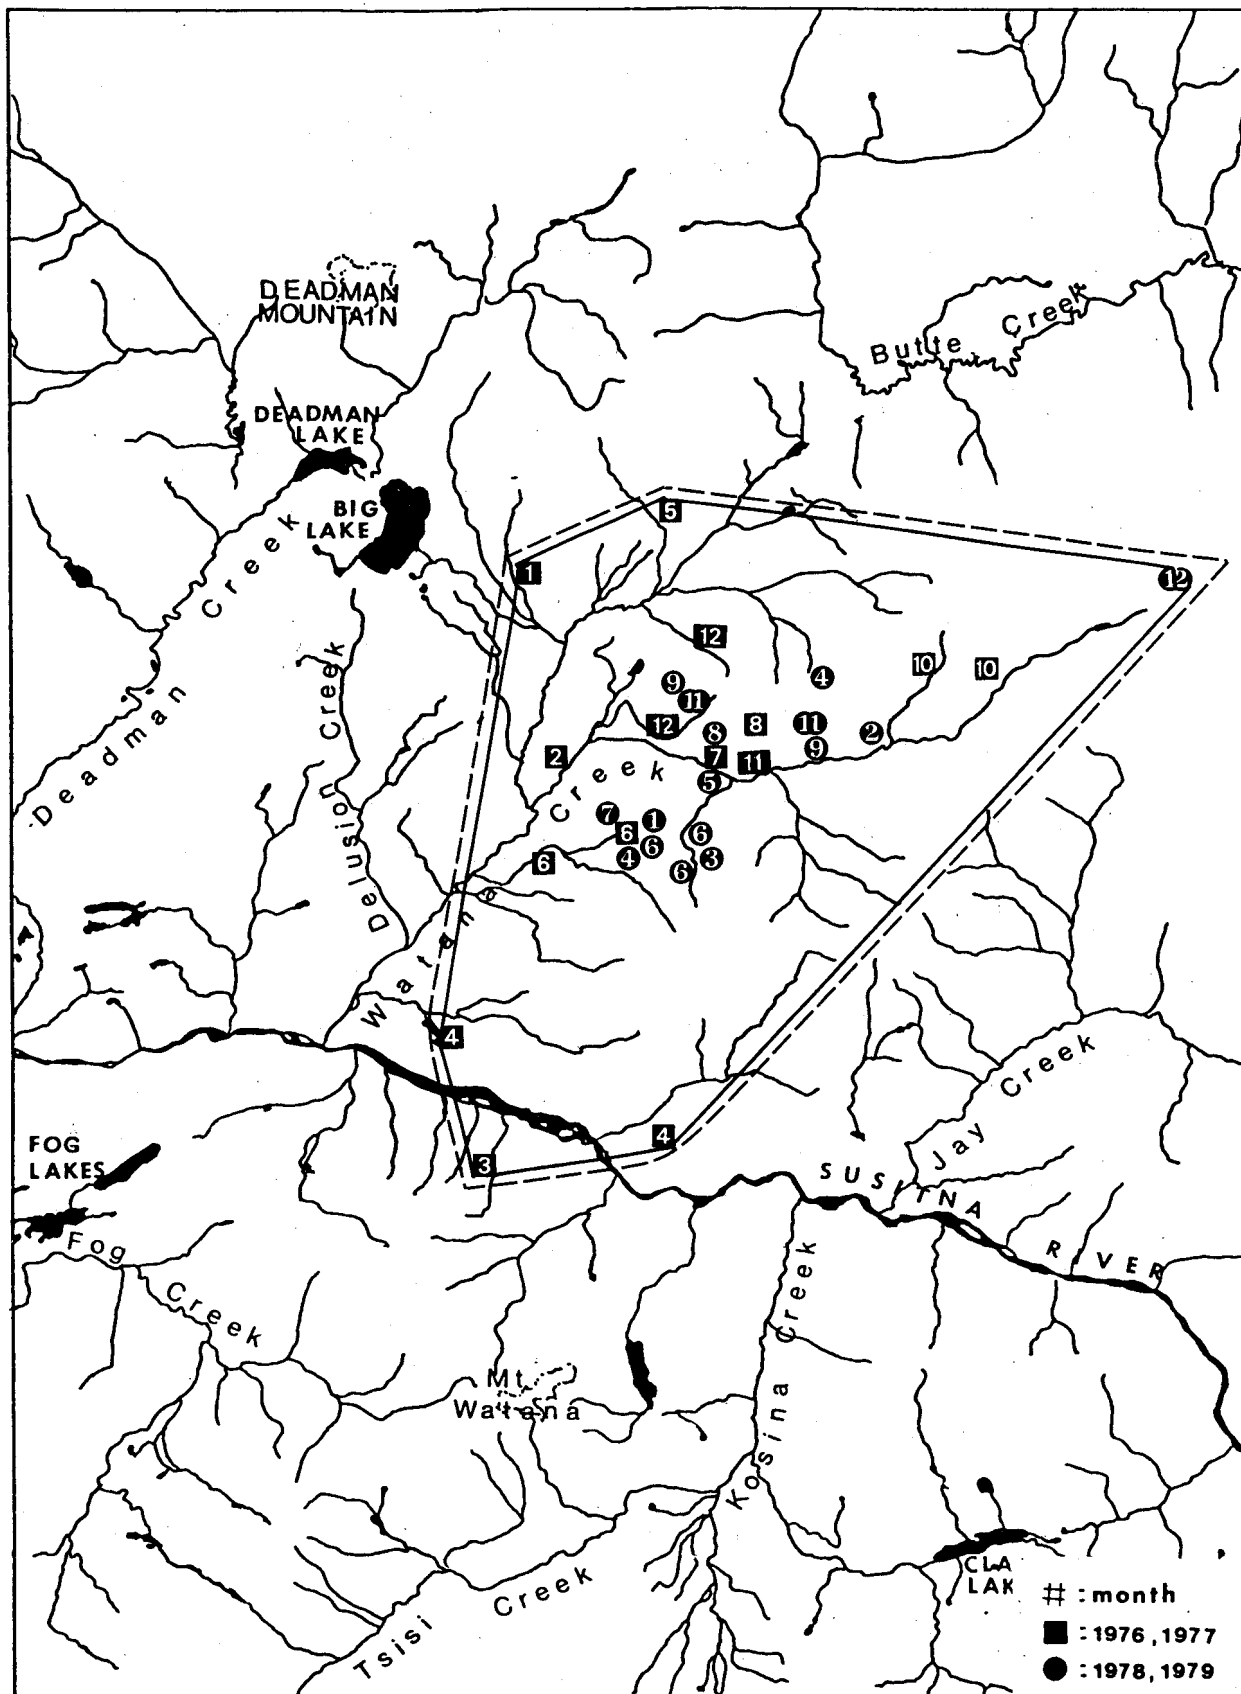 DEADMAN
MOUNTAIN
Butte Creek
DEADMAN
LAKE
BIG
LAKE
Deadman Creek
Delusion Creek
Watana Creek
5
1
12
12
10
10
4
9
11
12
8
8
11
2
2
7
11
9
5
7
1
6
6
6
6
4
3
6
4
4
3
Jay Creek
FOG
LAKES
SUSITNA
R VER
Fog Creek
Mt.
Watana
Kosina Creek
Tsisi Creek
CLA
LAK
# : month
■ : 1976, 1977
● : 1978, 1979